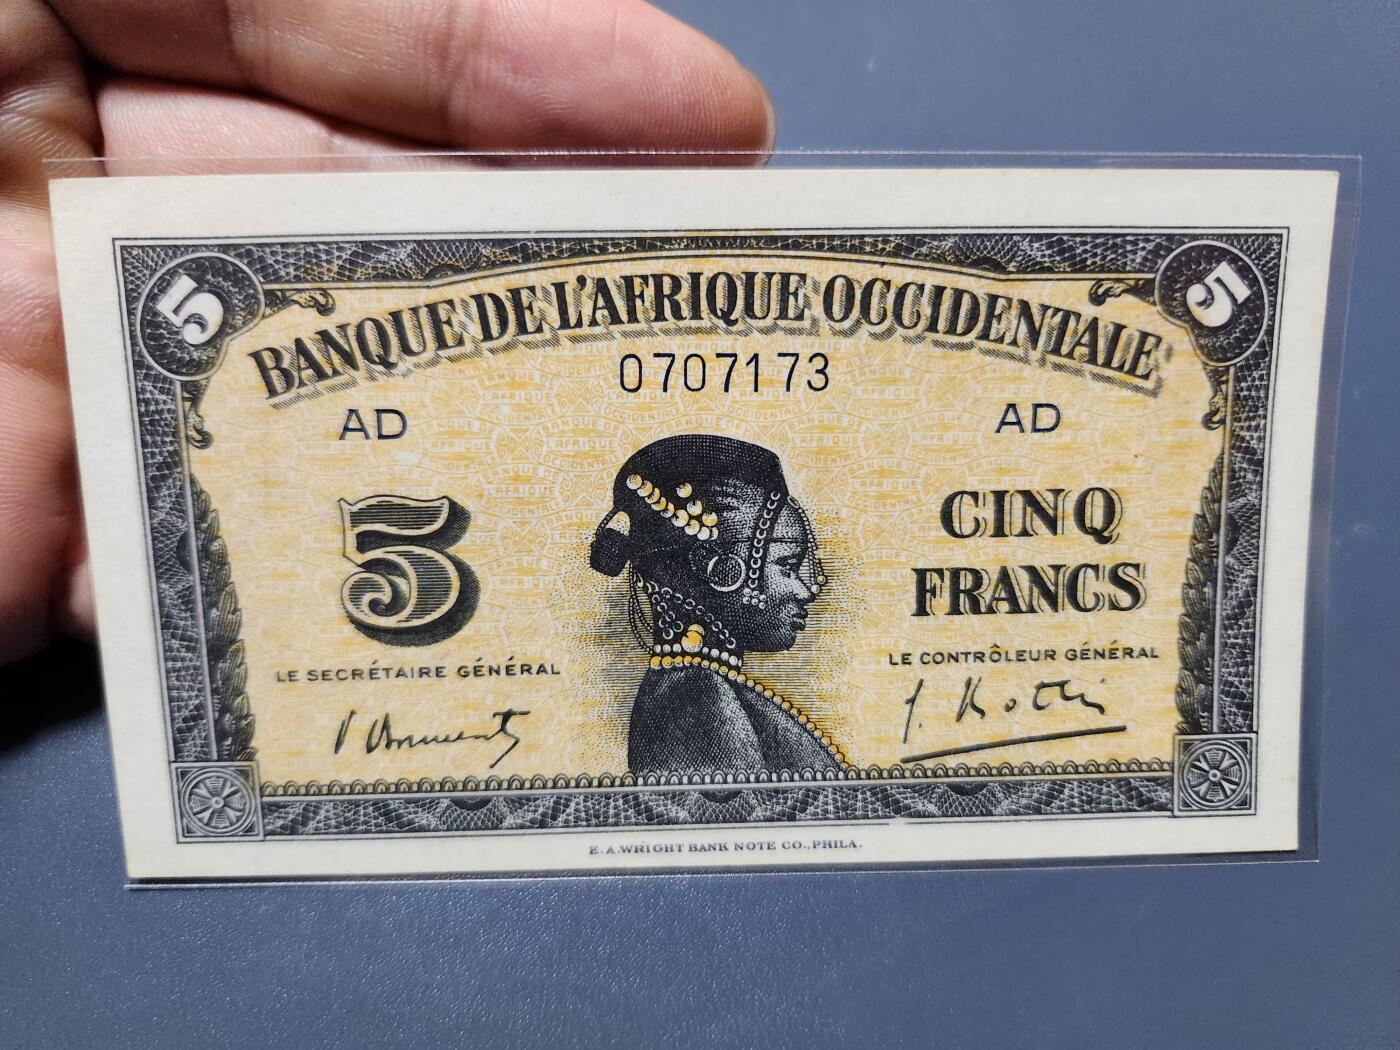 5 5
BANQUE DE L'AFRIQUE OCCIDENTALE
0707173
AD AD
5
CINQ
FRANCS
LE SECRÉTAIRE GÉNÉRAL
LE CONTRÔLEUR GÉNÉRAL
E.A.WRIGHT BANK NOTE CO., PHILA.